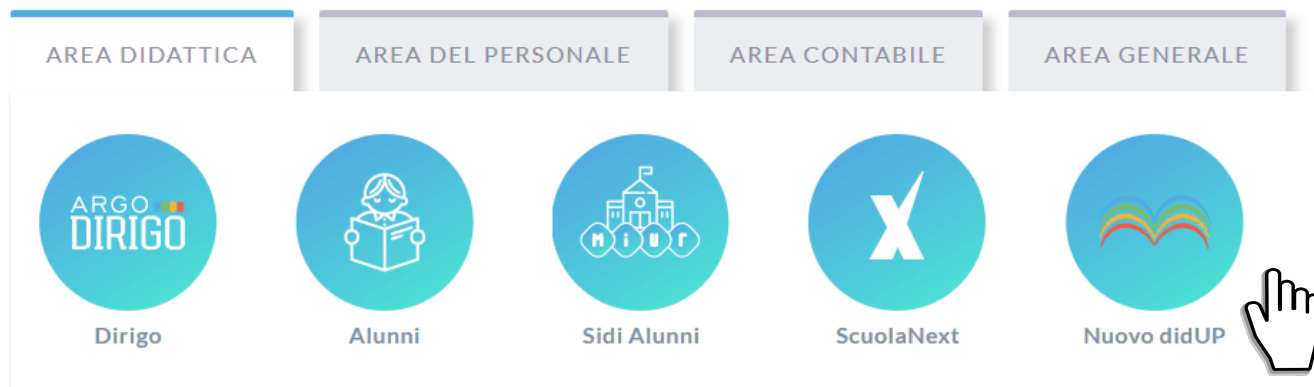 AREA DIDATTICA
AREA DEL PERSONALE
AREA CONTABILE
AREA GENERALE
ARGO
DIRIGO
MiUr
X
Dirigo
Alunni
Sidi Alunni
ScuolaNext
Nuovo didUP